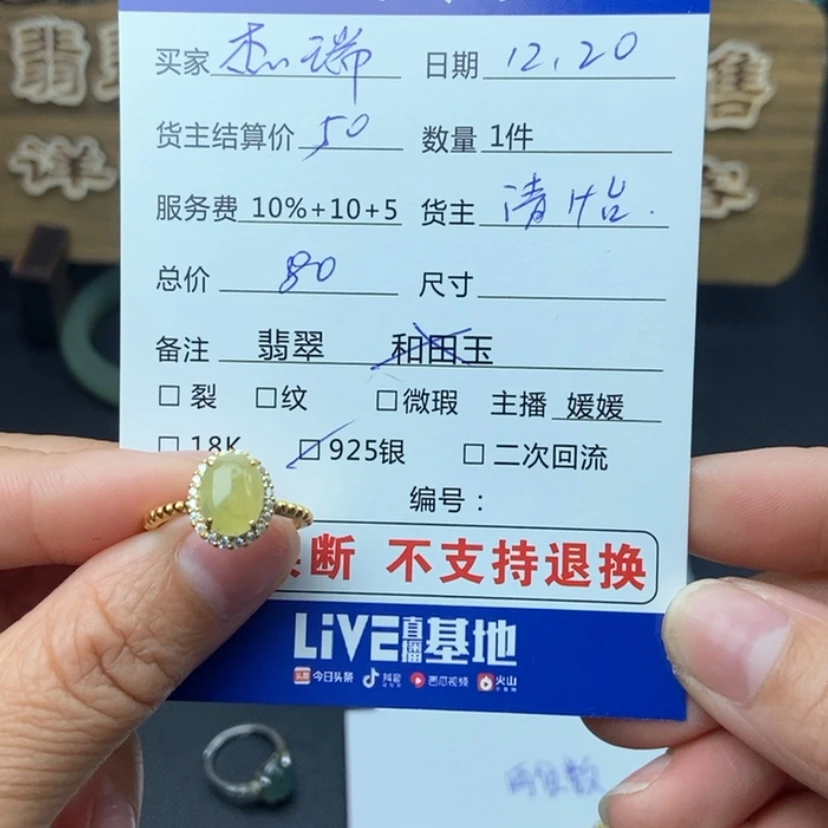 买家 杰瑞 日期 12.20
货主结算价 50 数量 1件
服务费 10%+10+5 货主 清怡.
总价 80 尺寸
备注 翡翠 和田玉
□ 裂 □纹 □微瑕 主播 媛媛
□ 18K □925银 □ 二次回流
编号：
断 不支持退换
LiVE直播基地
今日头条 抖音 西瓜视频 火山